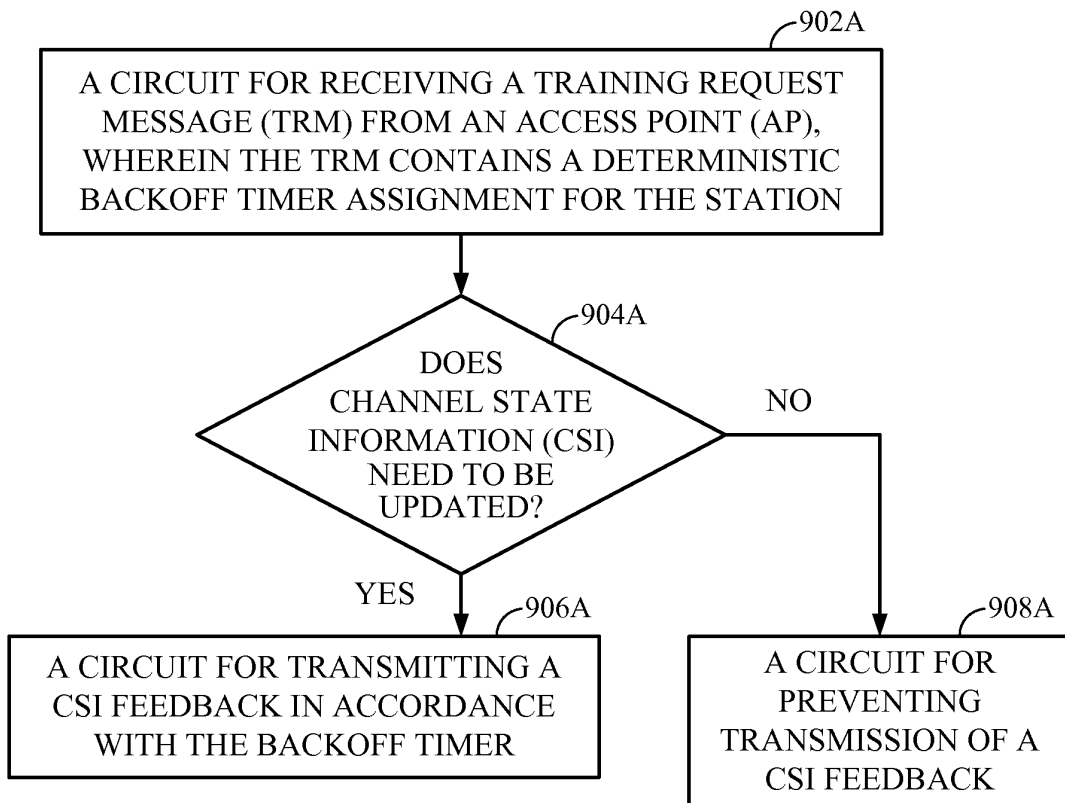 902A
A CIRCUIT FOR RECEIVING A TRAINING REQUEST
MESSAGE (TRM) FROM AN ACCESS POINT (AP),
WHEREIN THE TRM CONTAINS A DETERMINISTIC
BACKOFF TIMER ASSIGNMENT FOR THE STATION
904A
DOES
CHANNEL STATE
INFORMATION (CSI)
NEED TO BE
UPDATED?
NO
YES
906A
A CIRCUIT FOR TRANSMITTING A
CSI FEEDBACK IN ACCORDANCE
WITH THE BACKOFF TIMER
908A
A CIRCUIT FOR
PREVENTING
TRANSMISSION OF A
CSI FEEDBACK